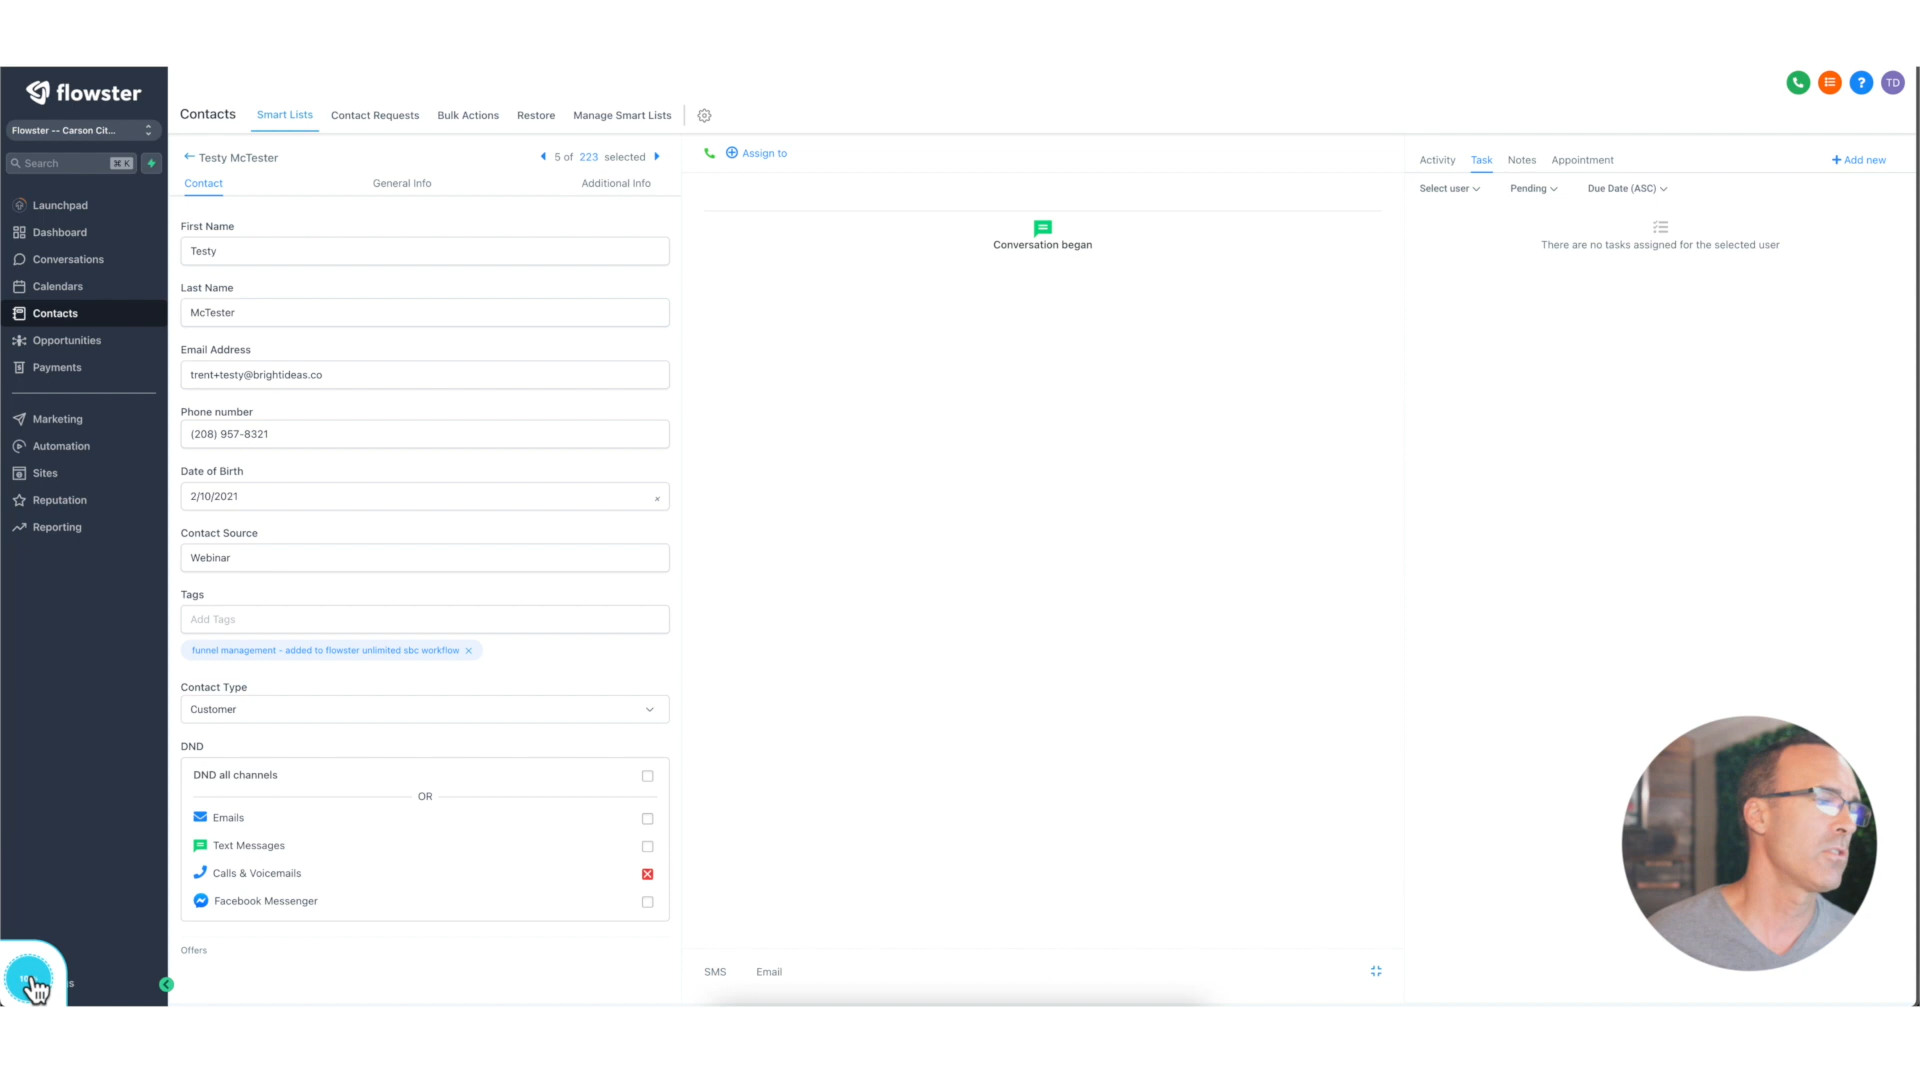 flowster
Flowster -- Carson Cit...
Search ⌘ K
Launchpad
Dashboard
Conversations
Calendars
Contacts
Opportunities
Payments
Marketing
Automation
Sites
Reputation
Reporting
Contacts Smart Lists Contact Requests Bulk Actions Restore Manage Smart Lists
TD
Testy McTester 5 of 223 selected
Contact General Info Additional Info
First Name
Testy
Last Name
McTester
Email Address
trent+testy@brightideas.co
Phone number
(208) 957-8321
Date of Birth
2/10/2021
Contact Source
Webinar
Tags
Add Tags
funnel management - added to flowster unlimited sbc workflow
Contact Type
Customer
DND
DND all channels
OR
Emails
Text Messages
Calls & Voicemails
Facebook Messenger
Offers
Assign to
Conversation began
SMS Email
Activity Task Notes Appointment + Add new
Select user Pending Due Date (ASC)
There are no tasks assigned for the selected user